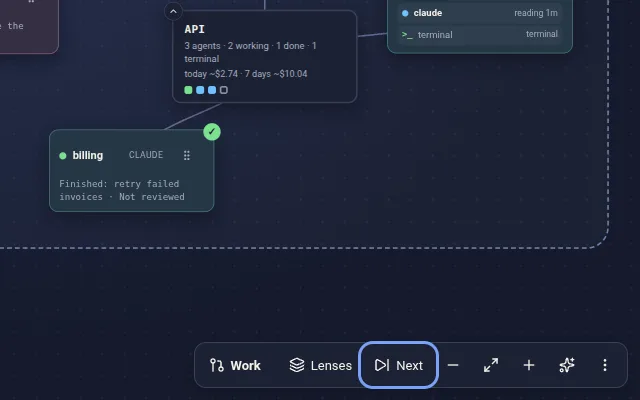 e the
API
3 agents · 2 working · 1 done · 1
terminal
today ~$2.74 · 7 days ~$10.04
claude reading 1m
>_ terminal terminal
billing CLAUDE
Finished: retry failed
invoices · Not reviewed
Work Lenses Next